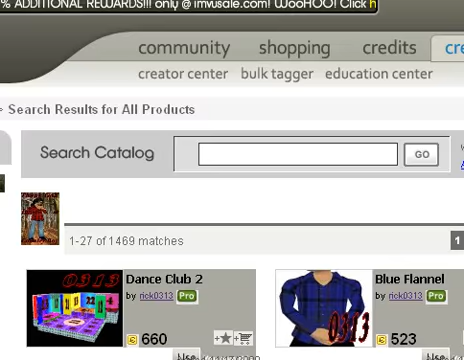 % ADDITIONAL REWARDS!!! only @ imvusale.com! WooHOO! Click h
community shopping credits cre
creator center bulk tagger education center
> Search Results for All Products
Search Catalog GO
1-27 of 1469 matches 1
0313
Dance Club 2
by rick0313 Pro
660
0313
Blue Flannel
by rick0313 Pro
523